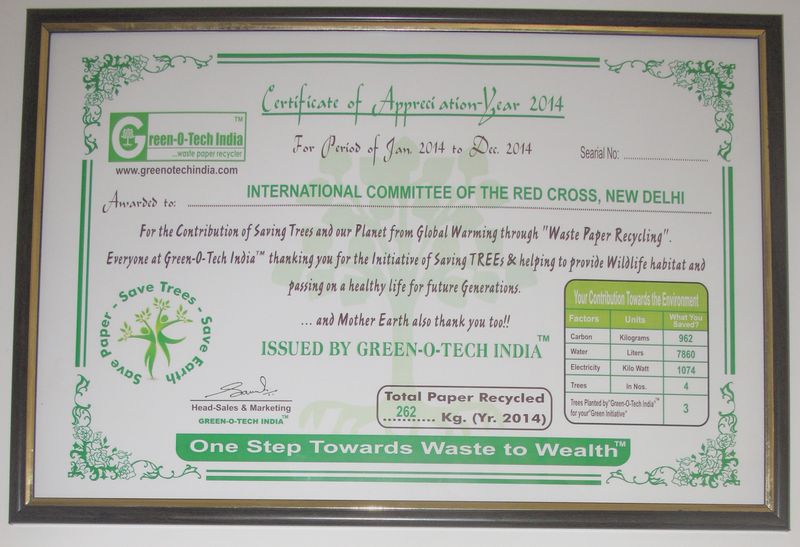 Certificate of Appreciation-Year 2014
Green-O-Tech India TM
...waste paper recycler
www.greenotechindia.com
For Period of Jan. 2014 to Dec. 2014
Searial No: ........................
Awarded to: INTERNATIONAL COMMITTEE OF THE RED CROSS, NEW DELHI
For the Contribution of Saving Trees and our Planet from Global Warming through "Waste Paper Recycling".
Everyone at Green-O-Tech India™ thanking you for the Initiative of Saving TREEs & helping to provide Wildlife habitat and
passing on a healthy life for future Generations.
... and Mother Earth also thank you too!!
ISSUED BY GREEN-O-TECH INDIA™
Save Paper - Save Trees - Save Earth
Head-Sales & Marketing
GREEN-O-TECH INDIA™
Total Paper Recycled
262 Kg. (Yr. 2014)
Your Contribution Towards the Environment
Factors Units What You Saved?
Carbon Kilograms 962
Water Liters 7860
Electricity Kilo Watt 1074
Trees In Nos. 4
Trees Planted by "Green-O-Tech India"™ for your "Green Initiative" 3
One Step Towards Waste to Wealth™